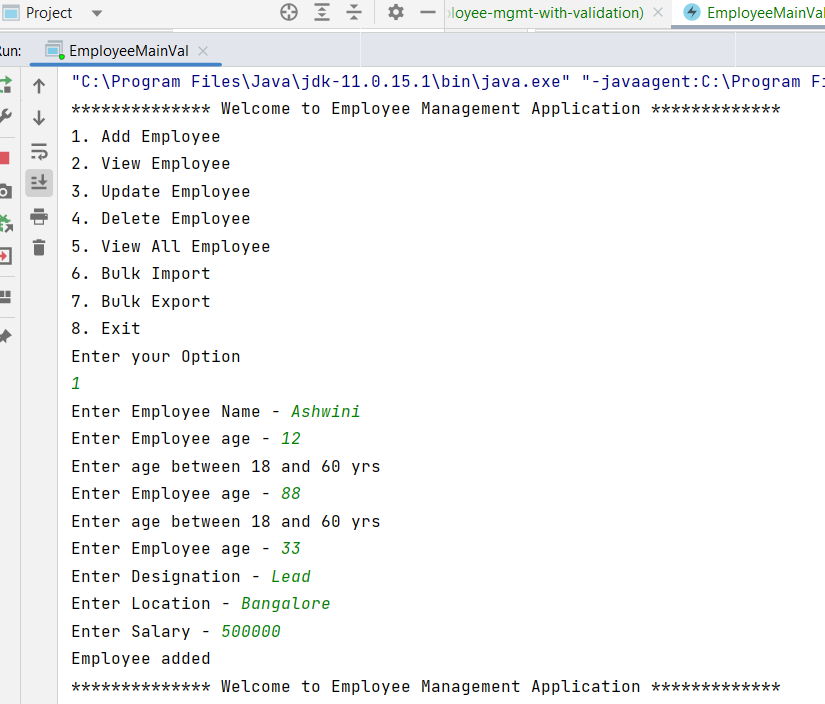 Project
loyee-mgmt-with-validation)
EmployeeMainVal
Run:
EmployeeMainVal
"C:\Program Files\Java\jdk-11.0.15.1\bin\java.exe" "-javaagent:C:\Program Fi
************** Welcome to Employee Management Application *************
1. Add Employee
2. View Employee
3. Update Employee
4. Delete Employee
5. View All Employee
6. Bulk Import
7. Bulk Export
8. Exit
Enter your Option
1
Enter Employee Name - Ashwini
Enter Employee age - 12
Enter age between 18 and 60 yrs
Enter Employee age - 88
Enter age between 18 and 60 yrs
Enter Employee age - 33
Enter Designation - Lead
Enter Location - Bangalore
Enter Salary - 500000
Employee added
************** Welcome to Employee Management Application *************